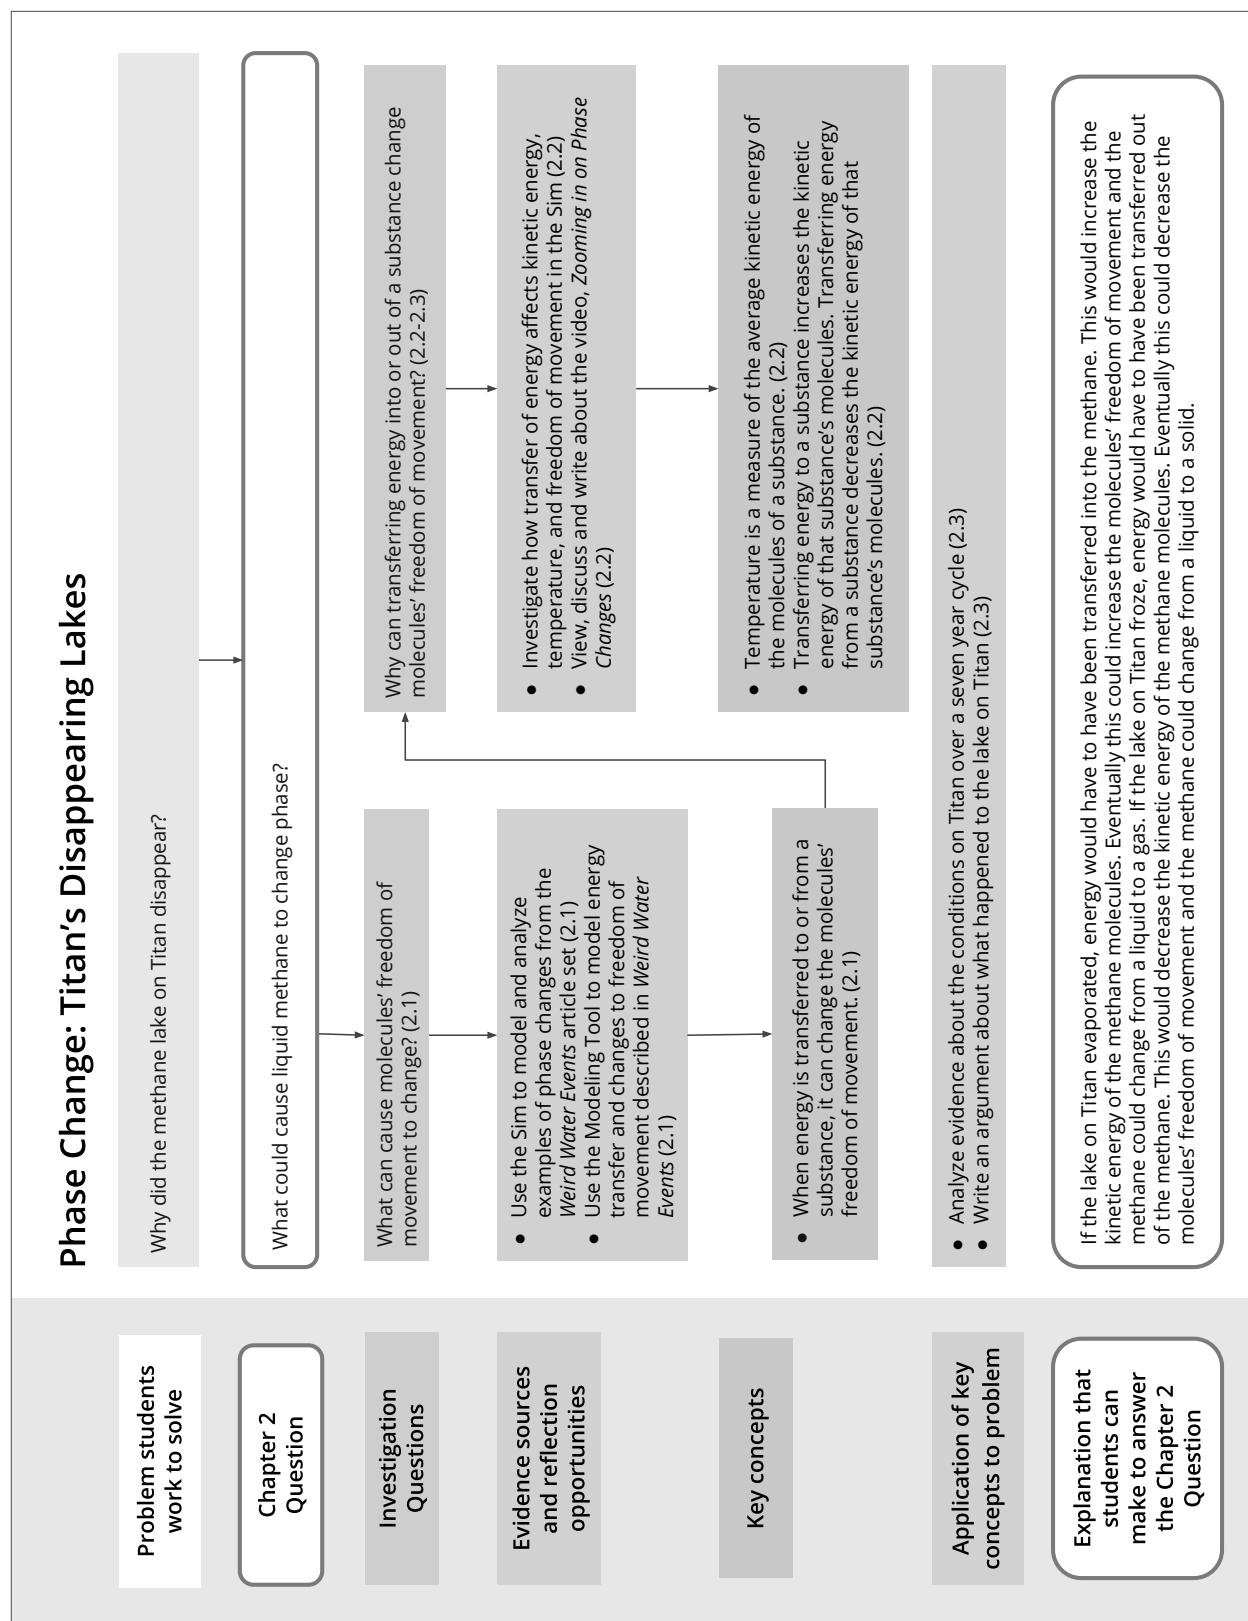 Phase Change: Titan’s Disappearing Lakes
Problem students
work to solve
Why did the methane lake on Titan disappear?
Chapter 2
Question
What could cause liquid methane to change phase?
Investigation
Questions
What can cause molecules’ freedom of
movement to change? (2.1)
Why can transferring energy into or out of a substance change
molecules’ freedom of movement? (2.2-2.3)
Evidence sources
and reflection
opportunities
● Use the Sim to model and analyze
examples of phase changes from the
Weird Water Events article set (2.1)
● Use the Modeling Tool to model energy
transfer and changes to freedom of
movement described in Weird Water
Events (2.1)
● Investigate how transfer of energy affects kinetic energy,
temperature, and freedom of movement in the Sim (2.2)
● View, discuss and write about the video, Zooming in on Phase
Changes (2.2)
Key concepts
● When energy is transferred to or from a
substance, it can change the molecules’
freedom of movement. (2.1)
● Temperature is a measure of the average kinetic energy of
the molecules of a substance. (2.2)
● Transferring energy to a substance increases the kinetic
energy of that substance’s molecules. Transferring energy
from a substance decreases the kinetic energy of that
substance’s molecules. (2.2)
Application of key
concepts to problem
● Analyze evidence about the conditions on Titan over a seven year cycle (2.3)
● Write an argument about what happened to the lake on Titan (2.3)
Explanation that
students can
make to answer
the Chapter 2
Question
If the lake on Titan evaporated, energy would have to have been transferred into the methane. This would increase the
kinetic energy of the methane molecules. Eventually this could increase the molecules’ freedom of movement and the
methane could change from a liquid to a gas. If the lake on Titan froze, energy would have to have been transferred out
of the methane. This would decrease the kinetic energy of the methane molecules. Eventually this could decrease the
molecules’ freedom of movement and the methane could change from a liquid to a solid.